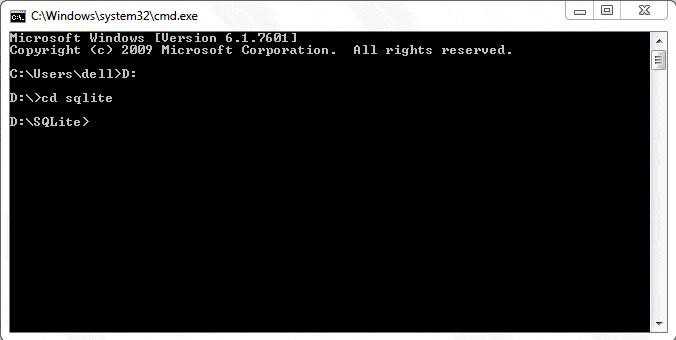 C:\Windows\system32\cmd.exe
Microsoft Windows [Version 6.1.7601]
Copyright (c) 2009 Microsoft Corporation.  All rights reserved.
C:\Users\dell>D:
D:\>cd sqlite
D:\SQLite>